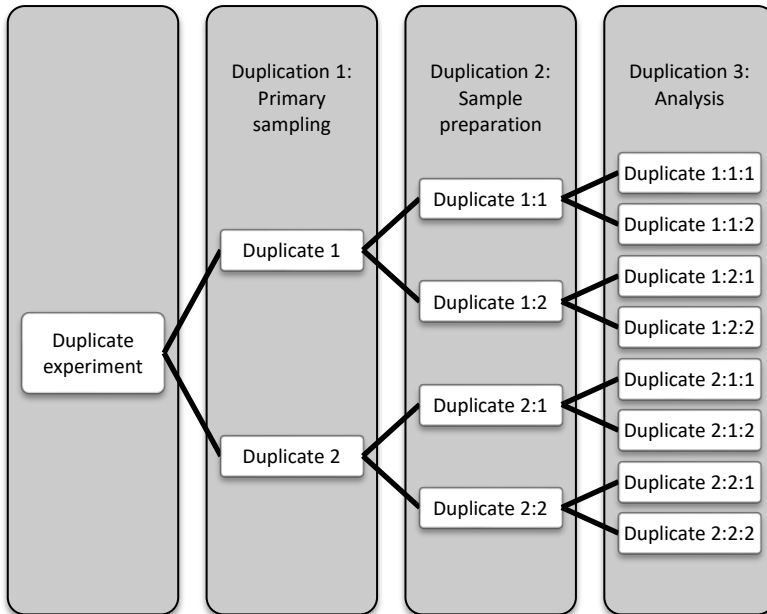 Duplication 1:
Primary
sampling
Duplication 2:
Sample
preparation
Duplication 3:
Analysis
Duplicate
experiment
Duplicate 1
Duplicate 2
Duplicate 1:1
Duplicate 1:2
Duplicate 2:1
Duplicate 2:2
Duplicate 1:1:1
Duplicate 1:1:2
Duplicate 1:2:1
Duplicate 1:2:2
Duplicate 2:1:1
Duplicate 2:1:2
Duplicate 2:2:1
Duplicate 2:2:2